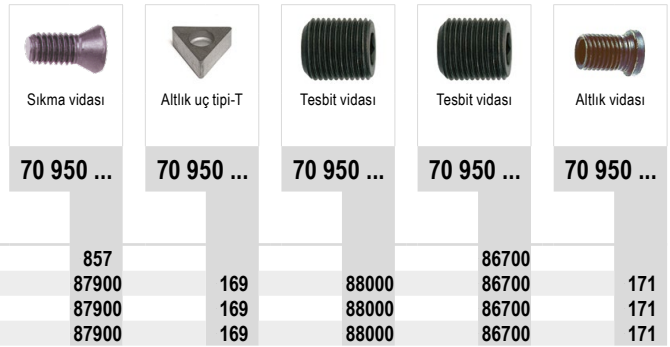 Sıkma vidası Altlık uç tipi-T Tesbit vidası Tesbit vidası Altlık vidası
70 950 ... 70 950 ... 70 950 ... 70 950 ... 70 950 ...
857 86700
87900 169 88000 86700 171
87900 169 88000 86700 171
87900 169 88000 86700 171